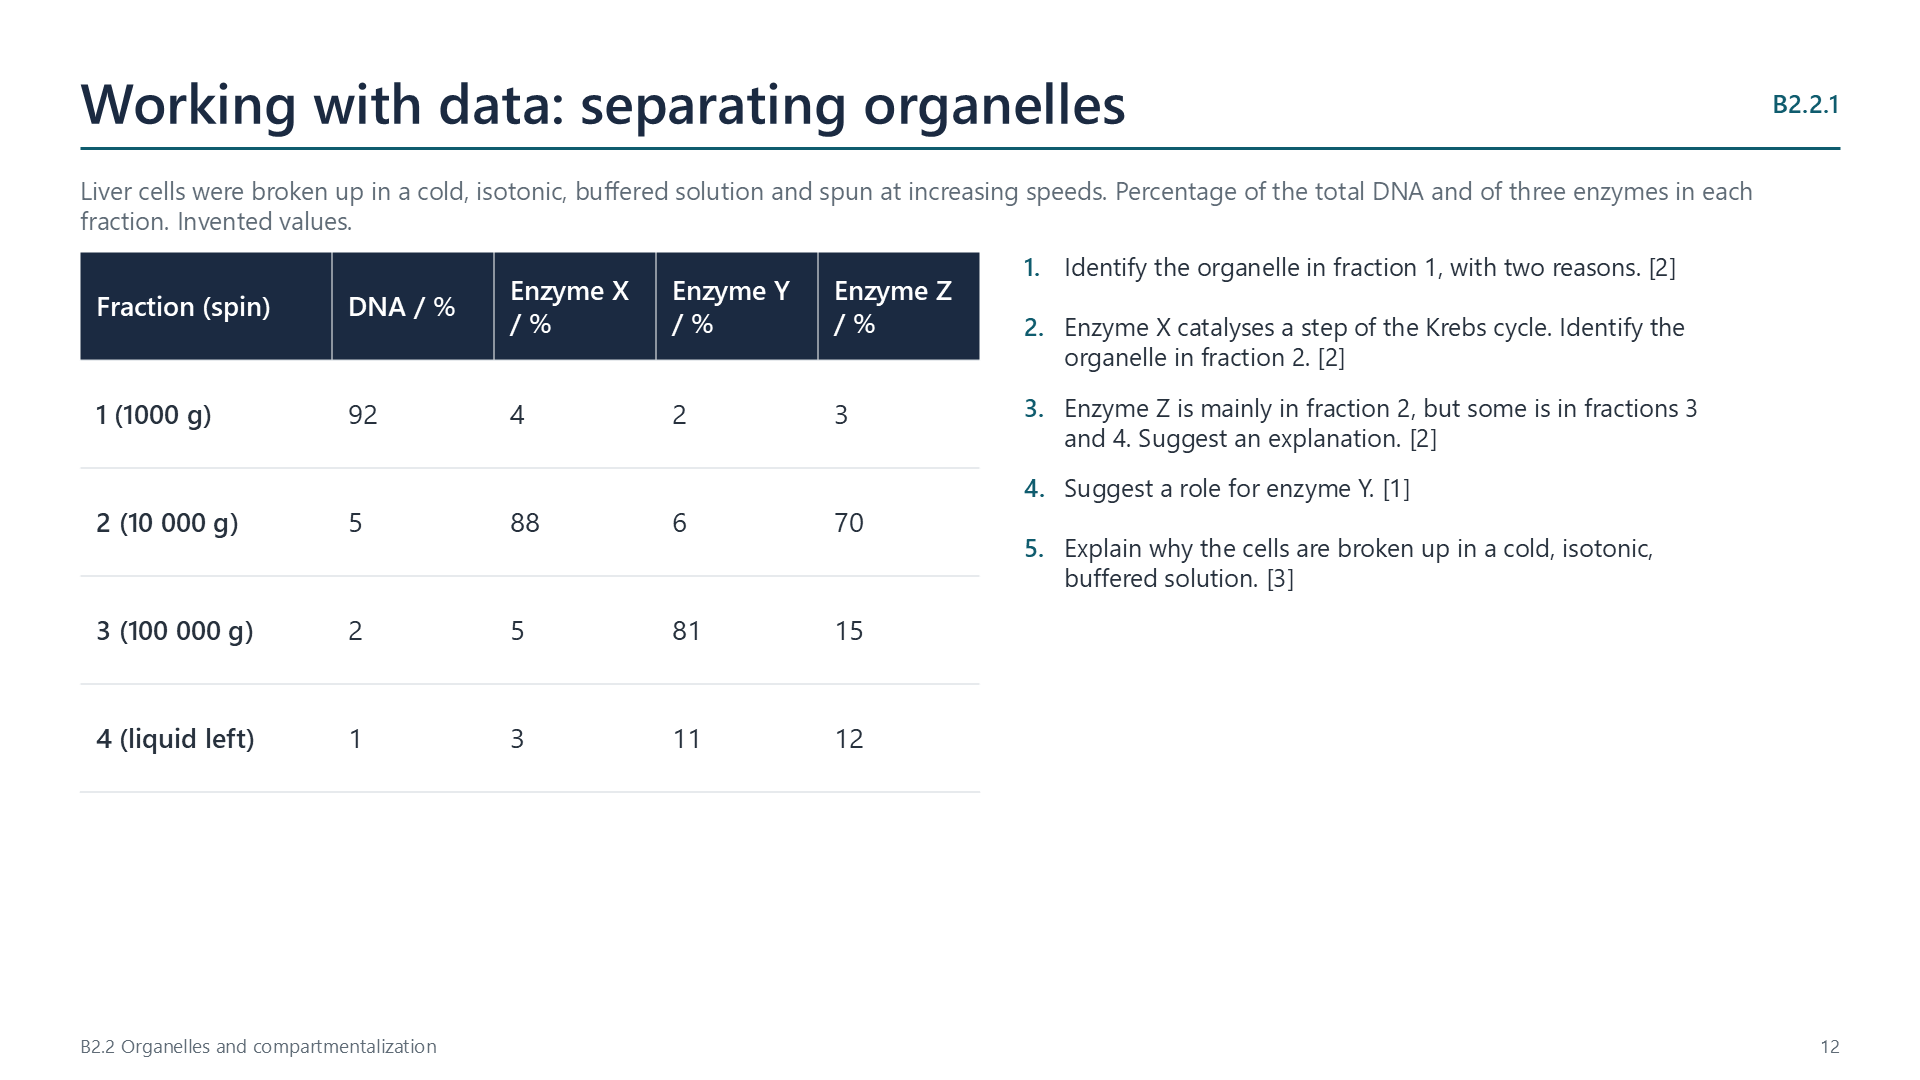 Working with data: separating organelles
B2.2.1
Liver cells were broken up in a cold, isotonic, buffered solution and spun at increasing speeds. Percentage of the total DNA and of three enzymes in each
fraction. Invented values.
Fraction (spin) DNA / % Enzyme X / % Enzyme Y / % Enzyme Z / %
1 (1000 g) 92 4 2 3
2 (10 000 g) 5 88 6 70
3 (100 000 g) 2 5 81 15
4 (liquid left) 1 3 11 12
1. Identify the organelle in fraction 1, with two reasons. [2]
2. Enzyme X catalyses a step of the Krebs cycle. Identify the
organelle in fraction 2. [2]
3. Enzyme Z is mainly in fraction 2, but some is in fractions 3
and 4. Suggest an explanation. [2]
4. Suggest a role for enzyme Y. [1]
5. Explain why the cells are broken up in a cold, isotonic,
buffered solution. [3]
B2.2 Organelles and compartmentalization
12